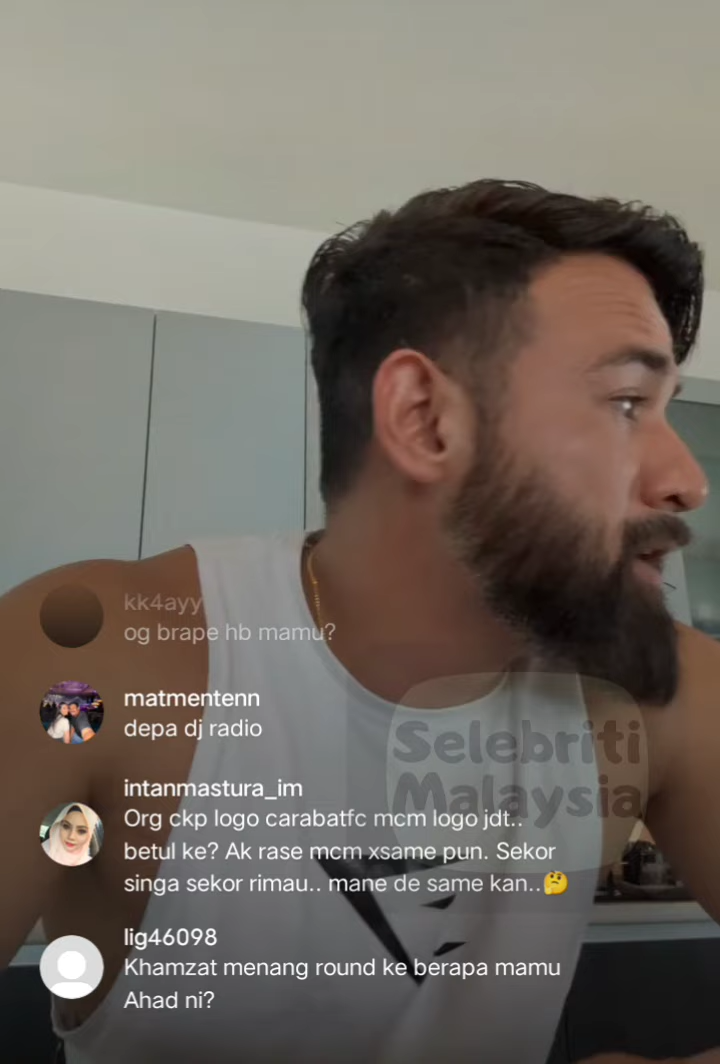 kk4ayy
og brape hb mamu?
matmentenn
depa dj radio
intanmastura_im
Org ckp logo carabatfc mcm logo jdt..
betul ke? Ak rase mcm xsame pun. Sekor
singa sekor rimau.. mane de same kan..🤔
lig46098
Khamzat menang round ke berapa mamu
Ahad ni?
Selebriti
Malaysia